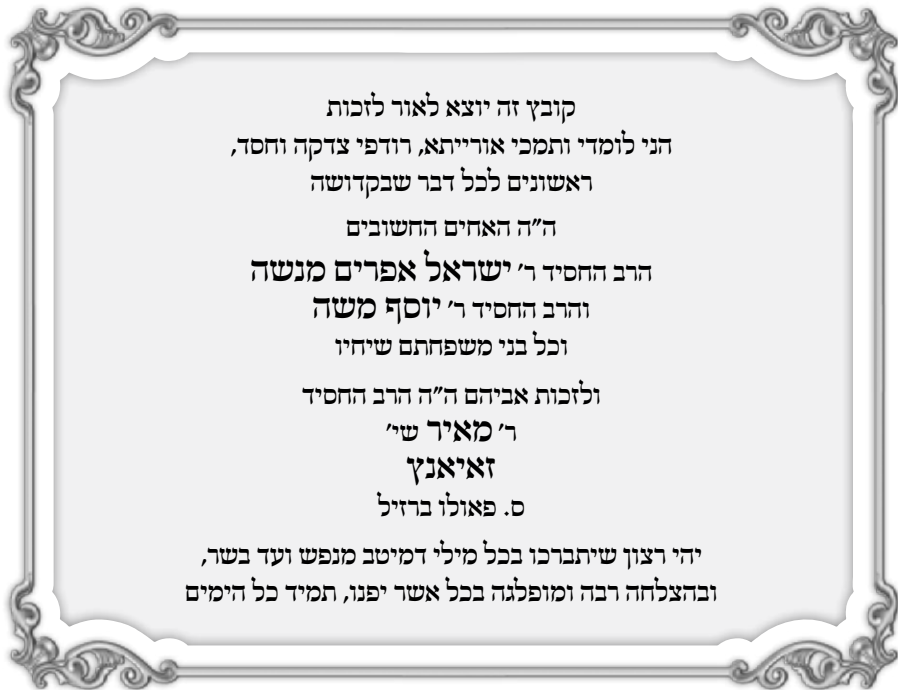 קובץ זה יוצא לאור לזכות
הני לומדי ותמכי אורייתא, רודפי צדקה וחסד,
ראשונים לכל דבר שבקדושה
ה״ה האחים החשובים
הרב החסיד ר׳ ישראל אפרים מנשה
והרב החסיד ר׳ יוסף משה
וכל בני משפחתם שיחיו
ולזכות אביהם ה״ה הרב החסיד
ר׳ מאיר שי׳
זאיאנץ
ס. פאולו ברזיל
יהי רצון שיתברכו בכל מילי דמיטב מנפש ועד בשר,
ובהצלחה רבה ומופלגה בכל אשר יפנו, תמיד כל הימים